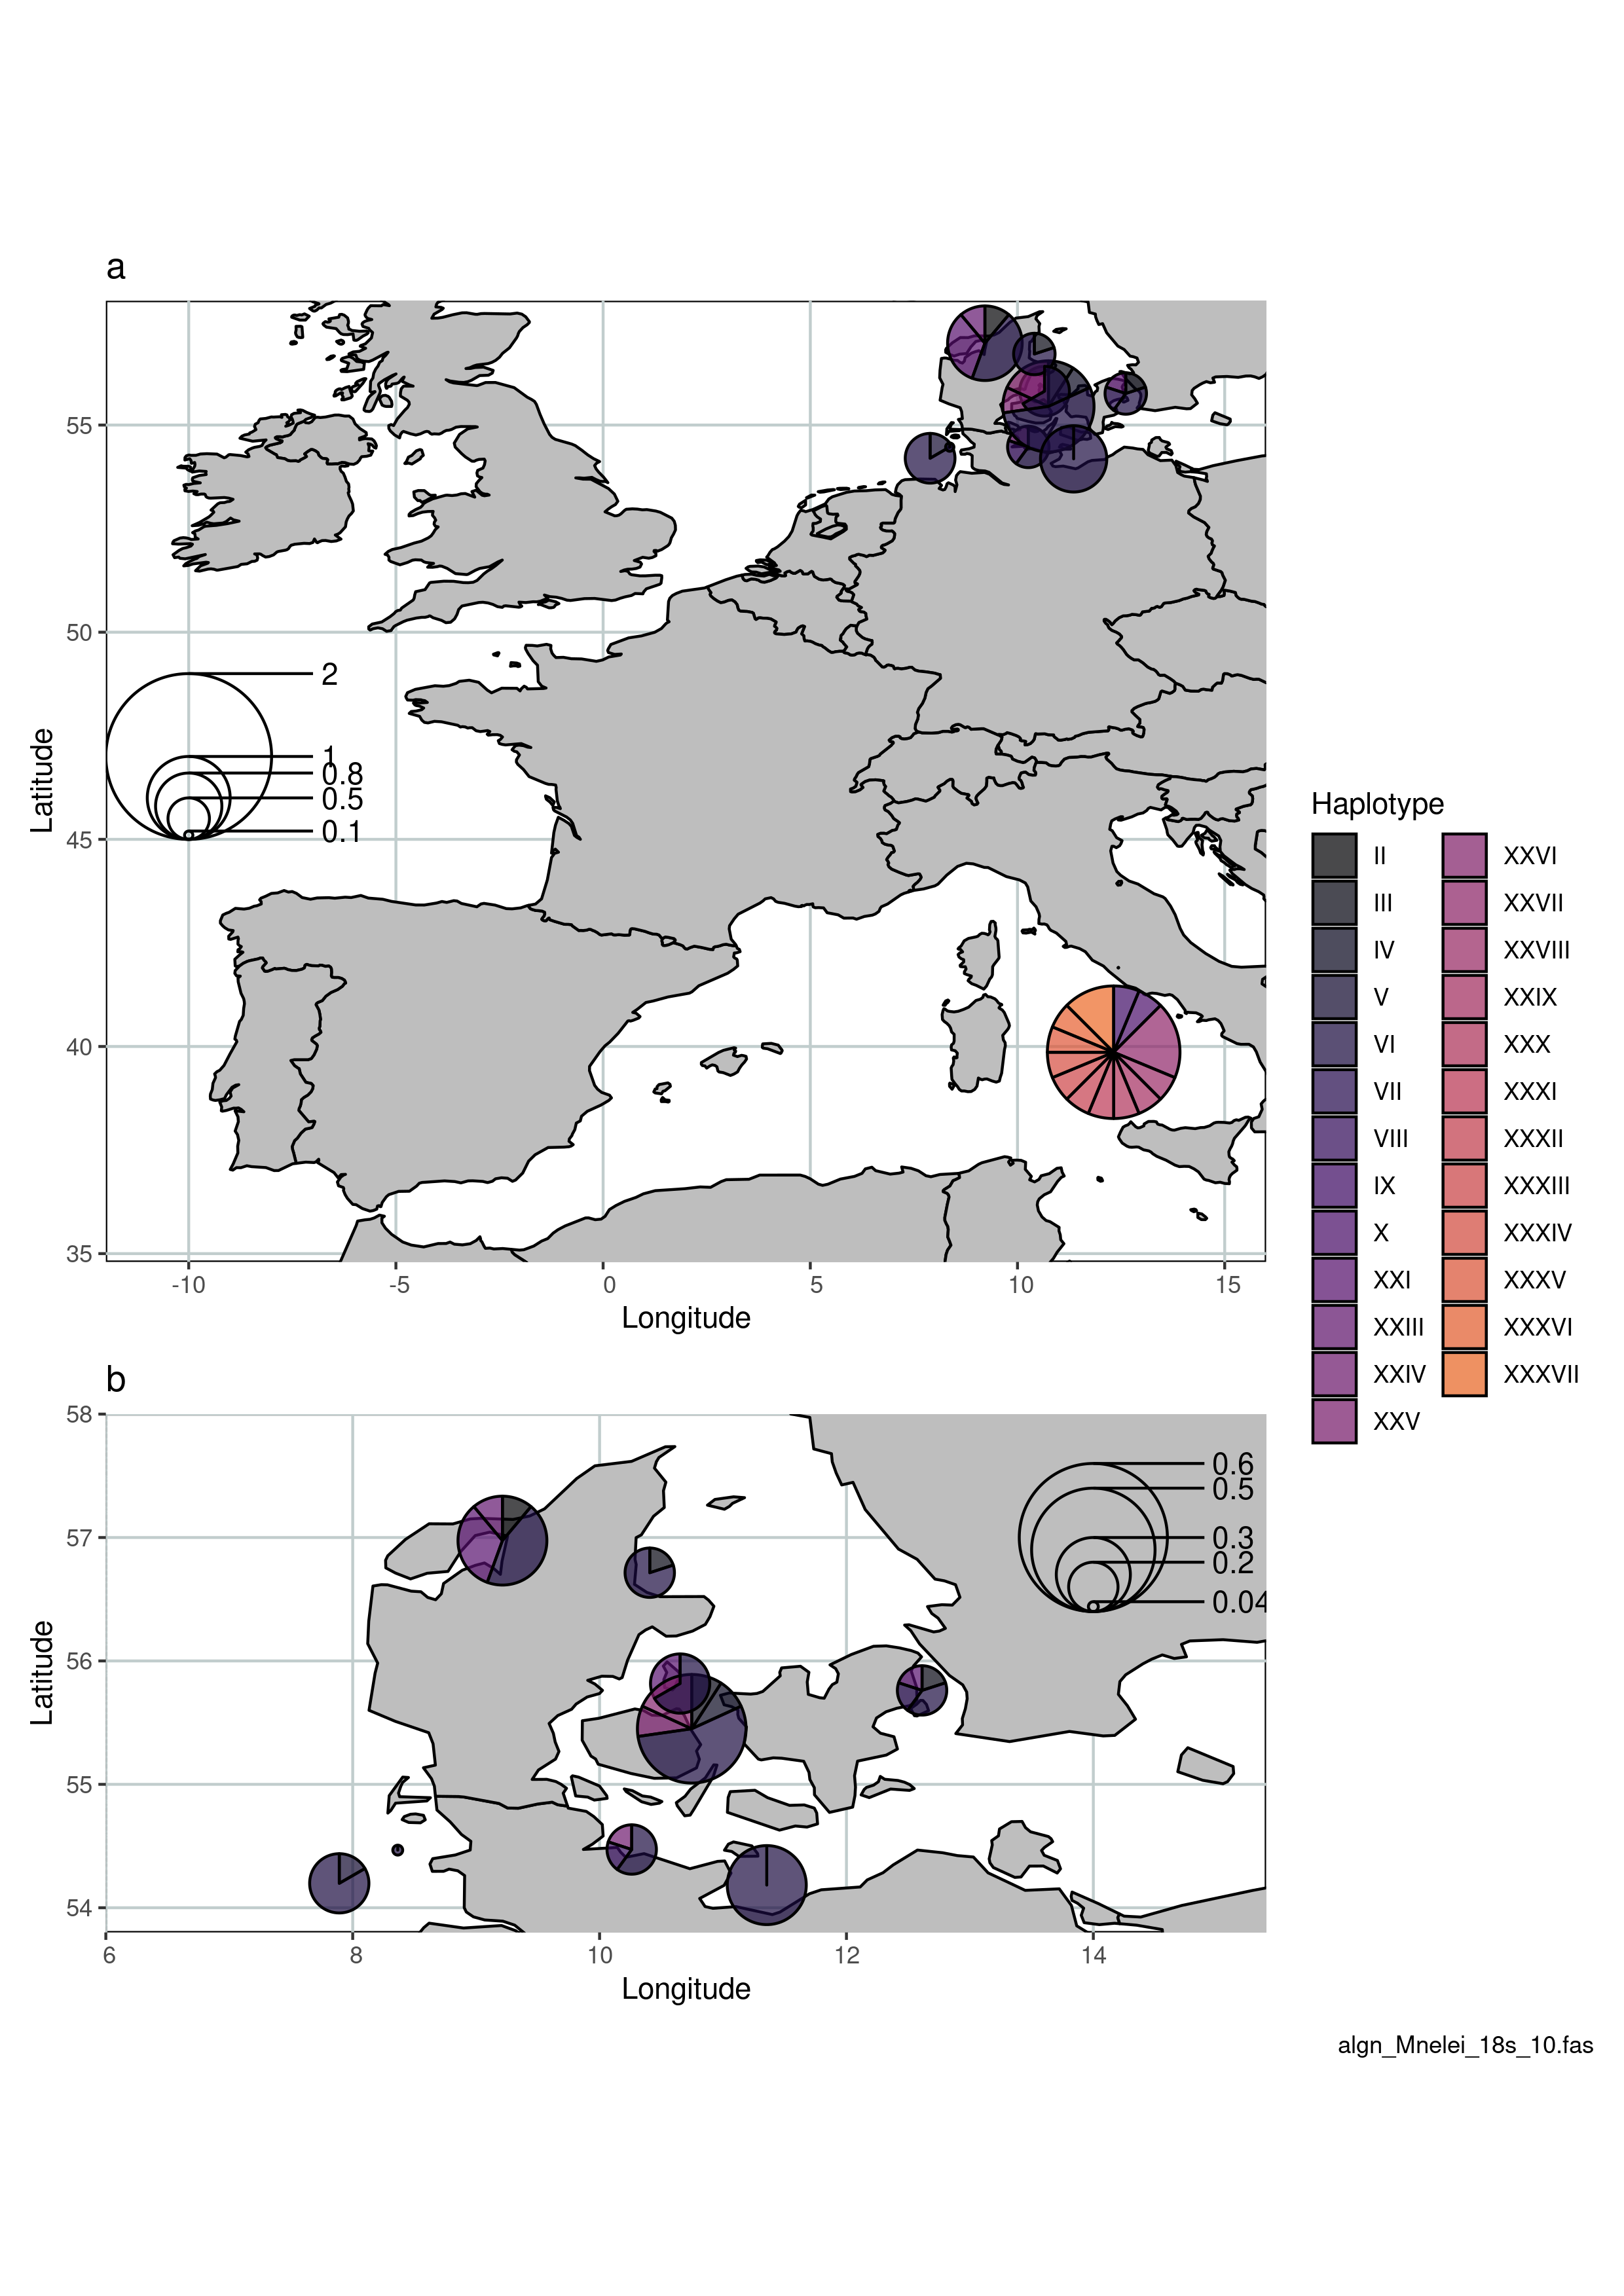 a
55
50
45
40
35
Latitude
2
1
0.8
0.5
0.1
-10
-5
0
5
10
15
Longitude
Haplotype
II
III
IV
V
VI
VII
VIII
IX
X
XXI
XXIII
XXIV
XXV
XXVI
XXVII
XXVIII
XXIX
XXX
XXXI
XXXII
XXXIII
XXXIV
XXXV
XXXVI
XXXVII
b
58
57
56
55
54
Latitude
0.6
0.5
0.3
0.2
0.04
6
8
10
12
14
Longitude
algn_Mnelei_18s_10.fas